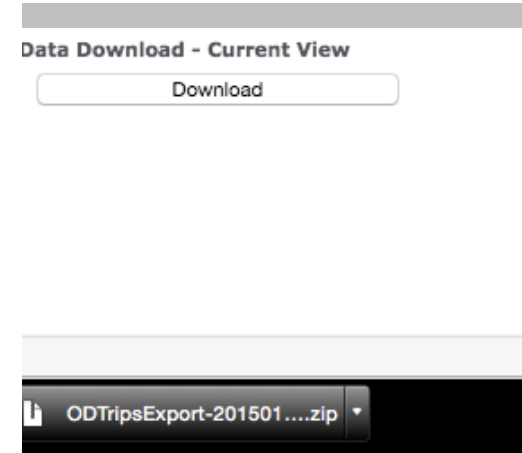 Data Download - Current View
Download
ODTripsExport-201501....zip